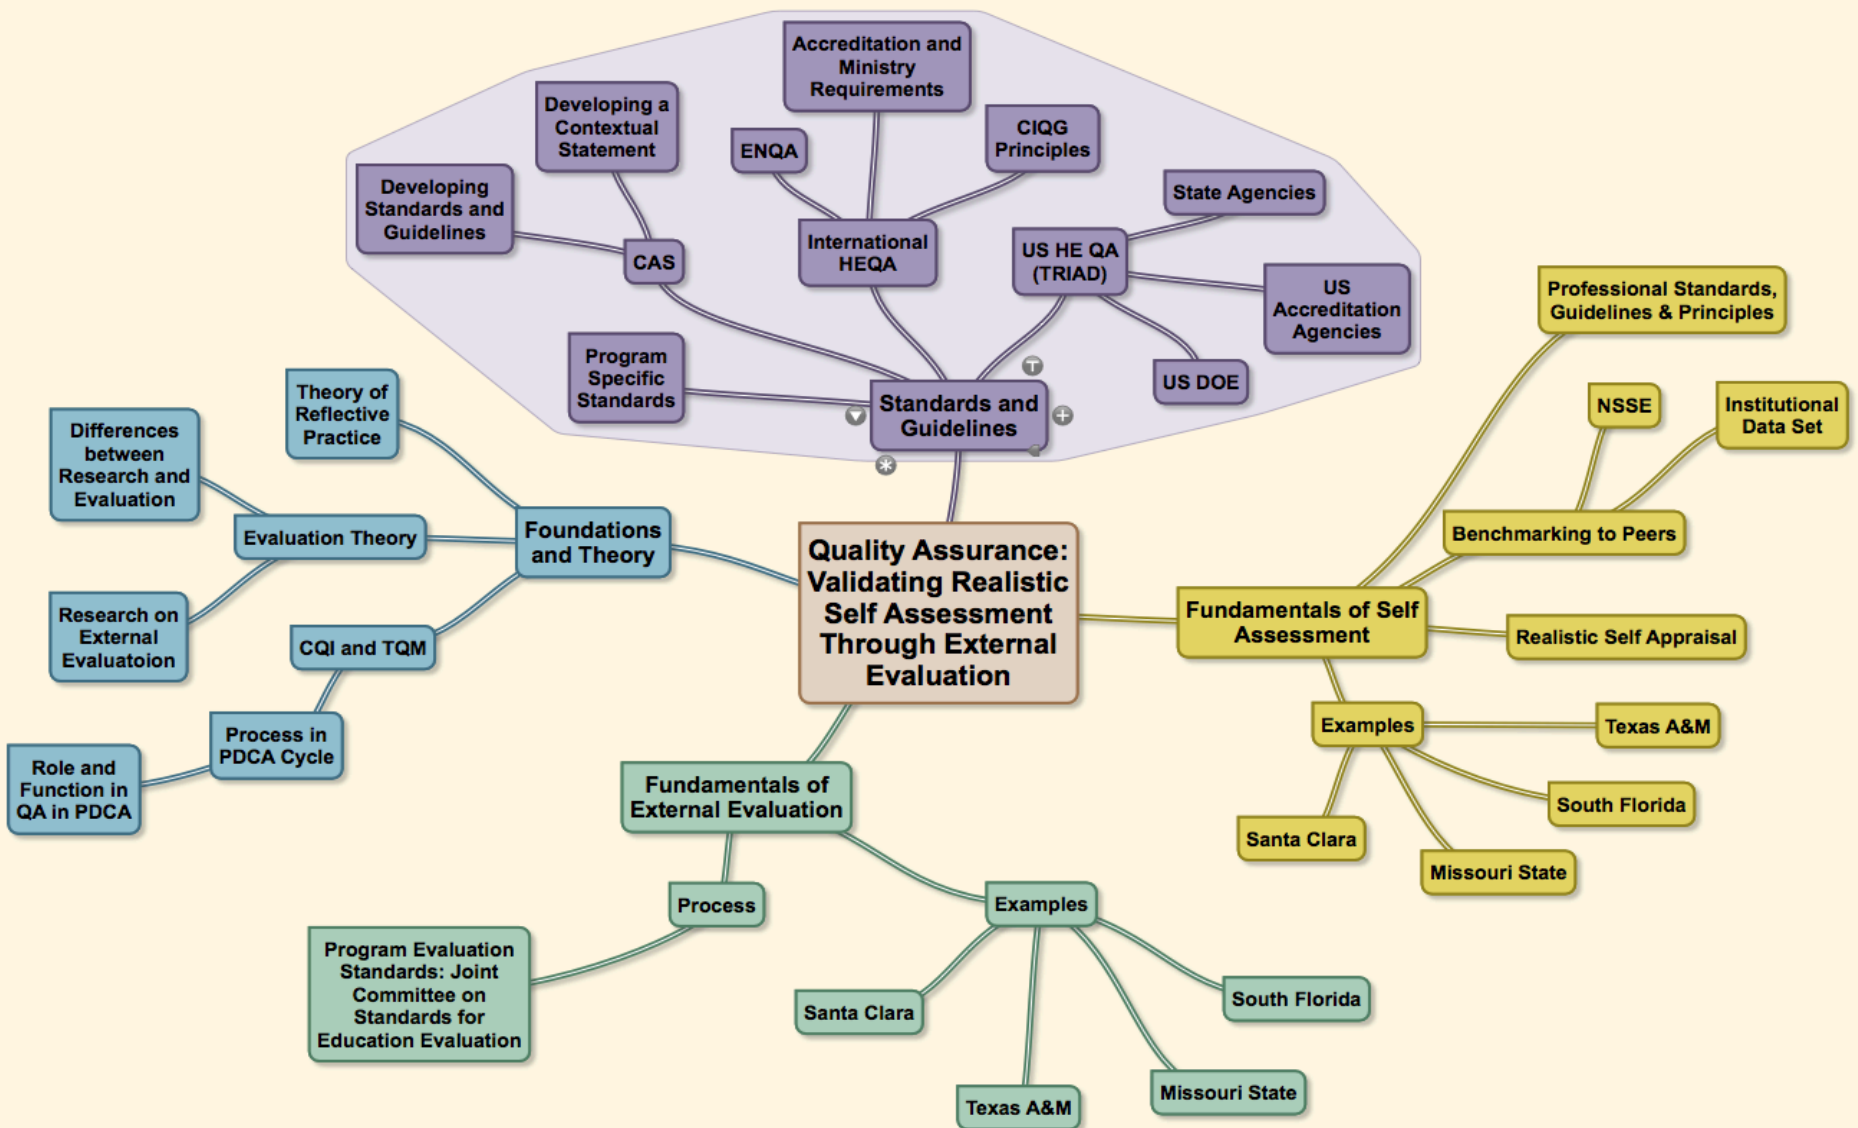 Accreditation and
Ministry
Requirements
Developing a
Contextual
Statement
ENQA
CIQG
Principles
Developing
Standards and
Guidelines
State Agencies
CAS
International
HEQA
US HE QA
(TRIAD)
US
Accreditation
Agencies
Program
Specific
Standards
US DOE
Standards and
Guidelines
Professional Standards,
Guidelines & Principles
NSSE
Institutional
Data Set
Benchmarking to Peers
Theory of
Reflective
Practice
Differences
between
Research and
Evaluation
Evaluation Theory
Foundations
and Theory
Research on
External
Evaluatoion
CQI and TQM
Process in
PDCA Cycle
Role and
Function in
QA in PDCA
Quality Assurance:
Validating Realistic
Self Assessment
Through External
Evaluation
Fundamentals of Self
Assessment
Realistic Self Appraisal
Examples
Texas A&M
South Florida
Santa Clara
Missouri State
Fundamentals of
External Evaluation
Process
Examples
Program Evaluation
Standards: Joint
Committee on
Standards for
Education Evaluation
Santa Clara
South Florida
Texas A&M
Missouri State